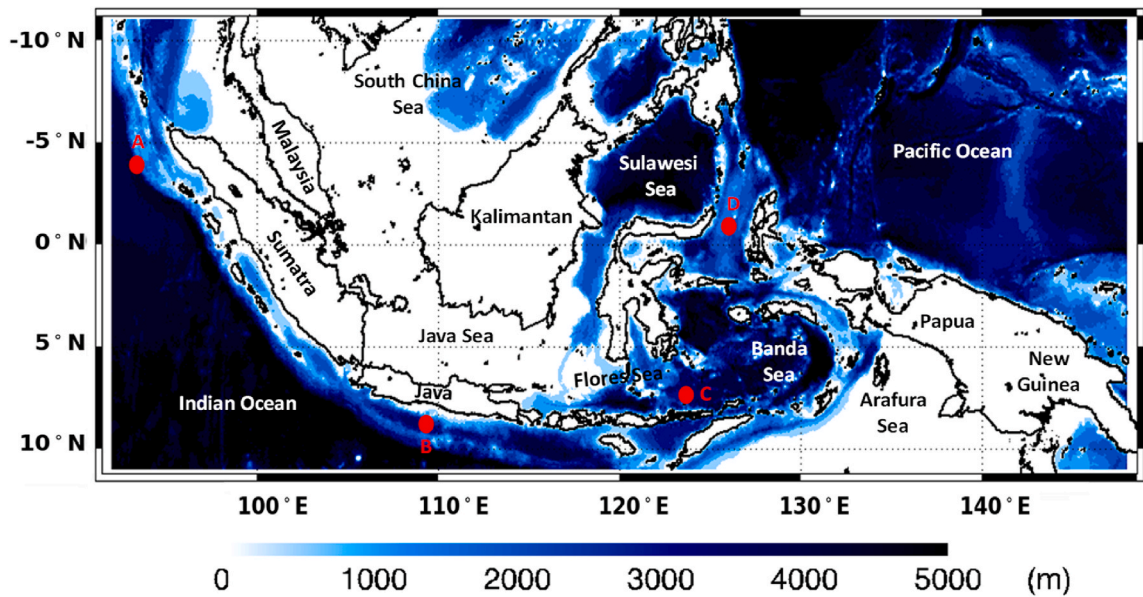 -10°N
-5°N
0°N
5°N
10°N
South China
Sea
A
Malaysia
Sulawesi
Sea
Pacific Ocean
Kalimantan
D
Sumatra
Java Sea
Papua
Banda
Sea
New
Guinea
Flores Sea
Java
C
Arafura
Sea
Indian Ocean
B
100°E
110°E
120°E
130°E
140°E
0 1000 2000 3000 4000 5000 (m)